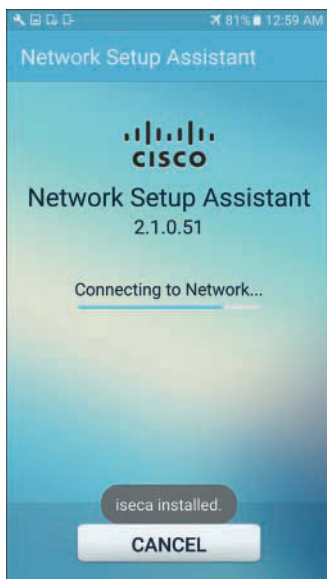 81% 12:59 AM
Network Setup Assistant
CISCO
Network Setup Assistant
2.1.0.51
Connecting to Network...
iseca installed.
CANCEL